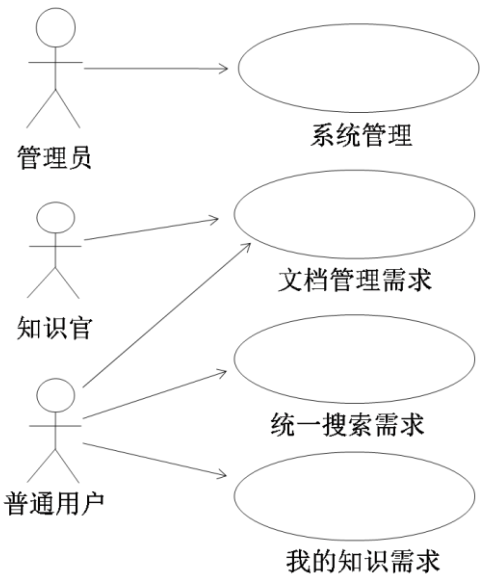 系统管理
管理员
文档管理需求
知识官
统一搜索需求
普通用户
我的知识需求